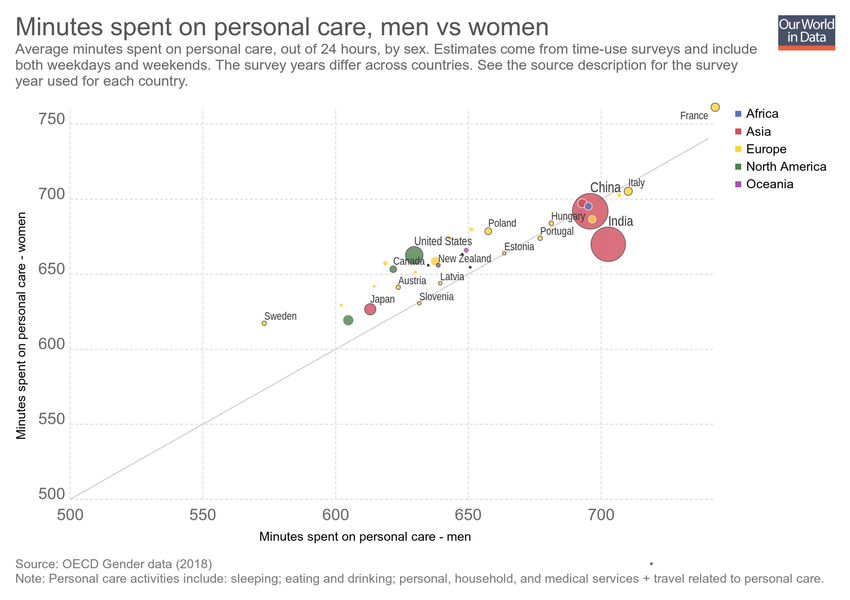 Minutes spent on personal care, men vs women
Our World
in Data
Average minutes spent on personal care, out of 24 hours, by sex. Estimates come from time-use surveys and include
both weekdays and weekends. The survey years differ across countries. See the source description for the survey
year used for each country.
France
Africa
Asia
Europe
North America
Oceania
750
700
650
600
550
500
China
Italy
Hungary
India
Poland
Portugal
United States
Estonia
Canada
New Zealand
Austria
Latvia
Japan
Slovenia
Sweden
Minutes spent on personal care - women
500
550
600
650
700
Minutes spent on personal care - men
Source: OECD Gender data (2018)
Note: Personal care activities include: sleeping; eating and drinking; personal, household, and medical services + travel related to personal care.